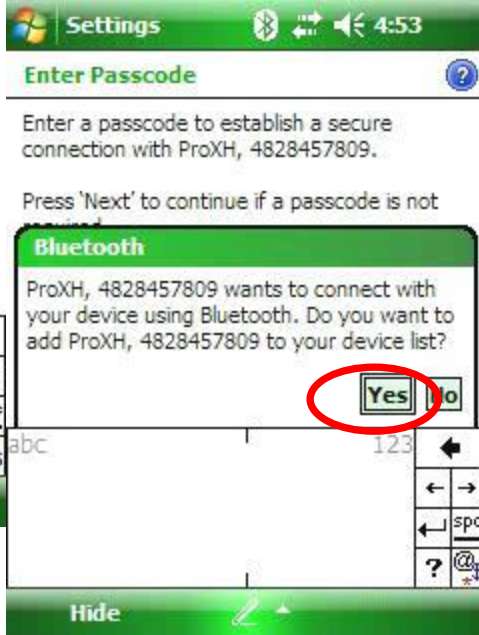 Settings 4:53
Enter Passcode ?
Enter a passcode to establish a secure
connection with ProXH, 4828457809.
Press 'Next' to continue if a passcode is not
Bluetooth
ProXH, 4828457809 wants to connect with
your device using Bluetooth. Do you want to
add ProXH, 4828457809 to your device list?
Yes
abc 123
spc
? @
*
Hide